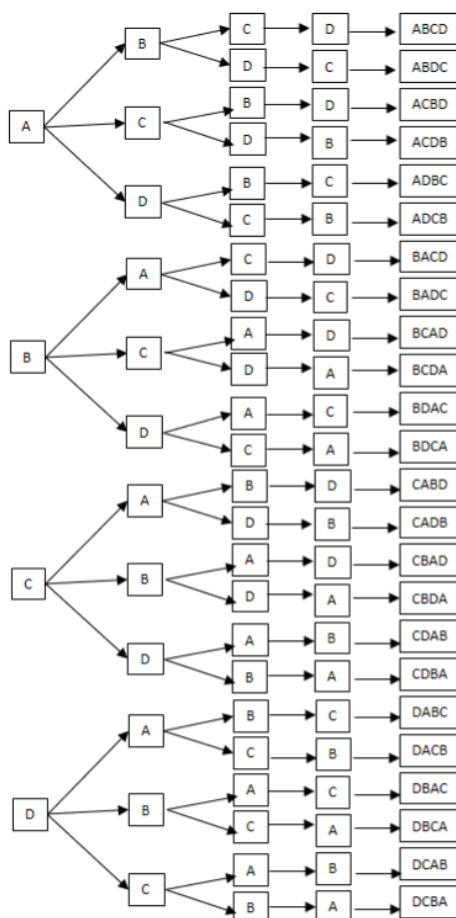 C D ABCD
B
D C ABDC
B D ACBD
A C
D B ACDB
B C ADBC
D
C B ADCB
C D BACD
A
D C BADC
A D BCAD
B C
D A BCDA
A C BDAC
D
C A BDCA
B D CABD
A
D B CADB
A D CBAD
C B
D A CBDA
A B CDAB
D
B A CDBA
B C DABC
A
C B DACB
A C DBAC
D B
C A DBCA
A B DCAB
C
B A DCBA